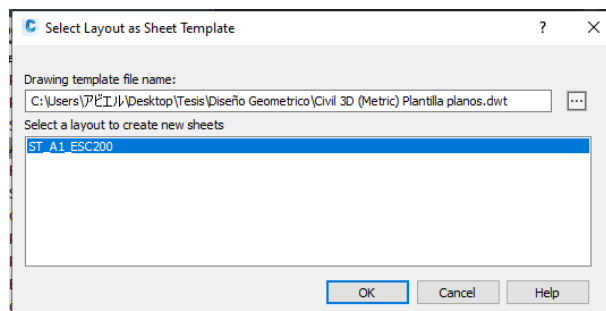 Select Layout as Sheet Template
Drawing template file name:
C:\Users\アビエル\Desktop\Tesis\Diseño Geometrico\Civil 3D (Metric) Plantilla planos.dwt
Select a layout to create new sheets
ST_A1_ESC200
OK Cancel Help